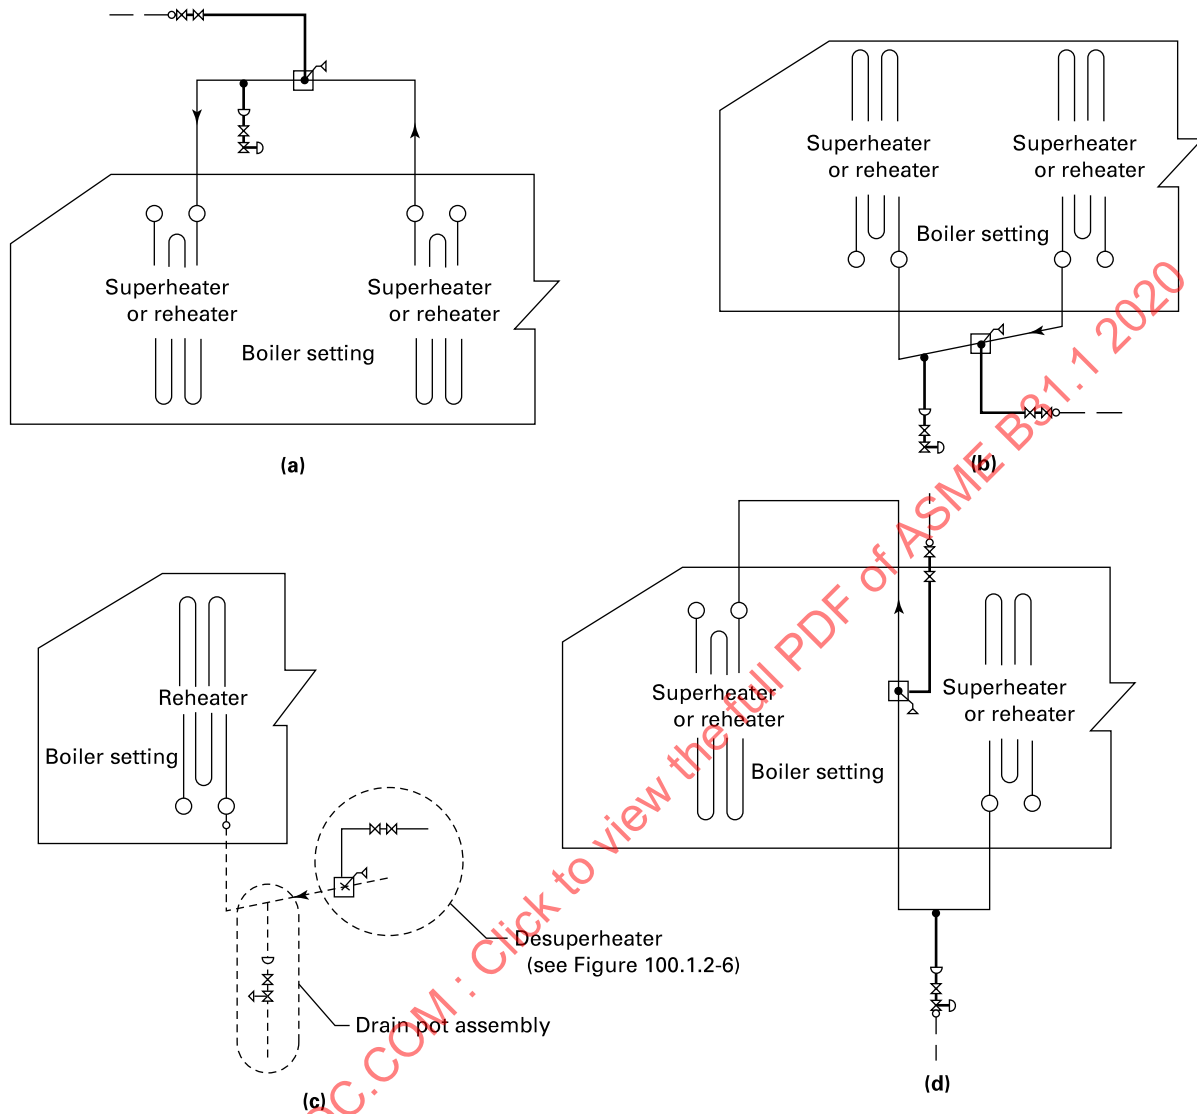 Superheater
or reheater
Superheater
or reheater
Boiler setting
(a)
Superheater
or reheater
Superheater
or reheater
Boiler setting
(b)
Reheater
Boiler setting
Desuperheater
(see Figure 100.1.2-6)
Drain pot assembly
(c)
Superheater
or reheater
Superheater
or reheater
Boiler setting
(d)
OC.COM : Click to view the full PDF of ASME B31.1 2020